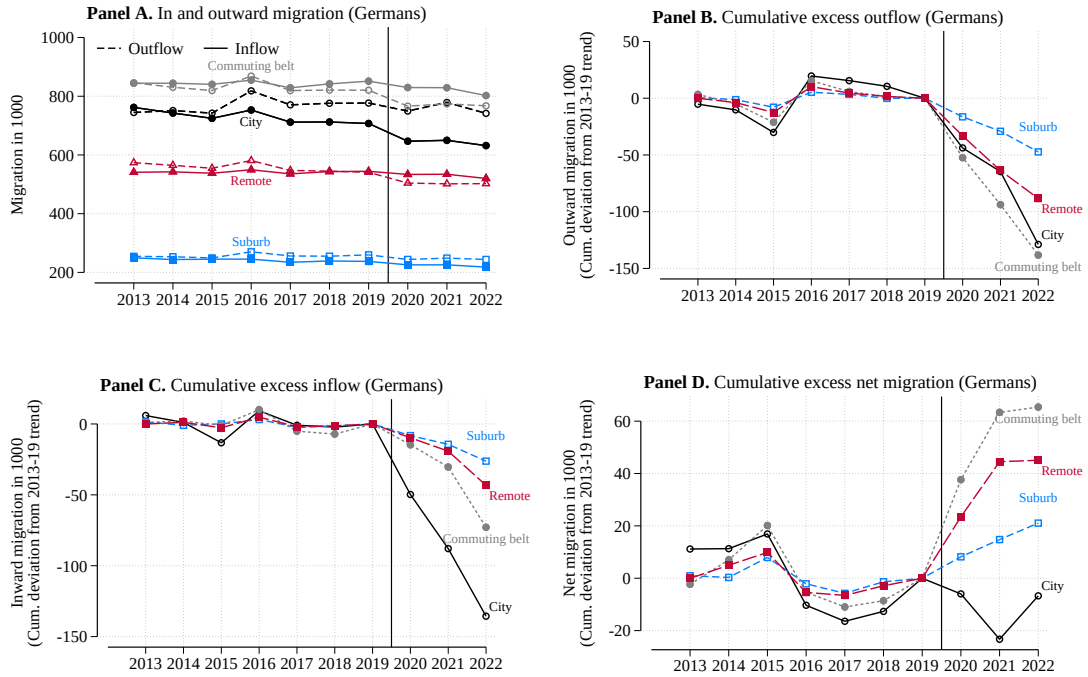 Panel A. In and outward migration (Germans)
Migration in 1000
1000
800
600
400
200
Outflow
Inflow
Commuting belt
City
Remote
Suburb
2013 2014 2015 2016 2017 2018 2019 2020 2021 2022
Panel B. Cumulative excess outflow (Germans)
Outward migration in 1000
(Cum. deviation from 2013-19 trend)
50
0
-50
-100
-150
Suburb
Remote
City
Commuting belt
2013 2014 2015 2016 2017 2018 2019 2020 2021 2022
Panel C. Cumulative excess inflow (Germans)
Inward migration in 1000
(Cum. deviation from 2013-19 trend)
0
-50
-100
-150
Suburb
Remote
Commuting belt
City
2013 2014 2015 2016 2017 2018 2019 2020 2021 2022
Panel D. Cumulative excess net migration (Germans)
Net migration in 1000
(Cum. deviation from 2013-19 trend)
60
40
20
0
-20
Commuting belt
Remote
Suburb
City
2013 2014 2015 2016 2017 2018 2019 2020 2021 2022